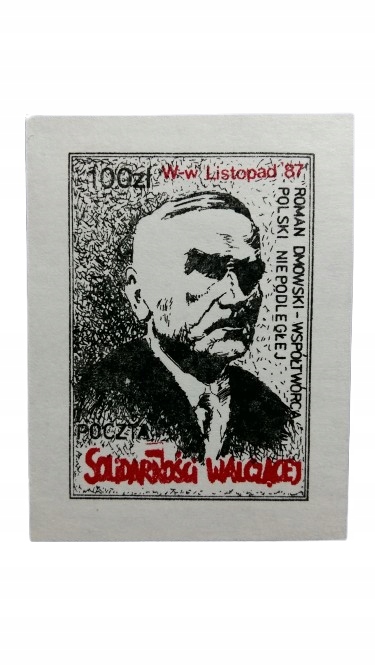 100zł
W-w Listopad 87
ROMAN DMOWSKI - WSPÓŁTWÓRCA
POLSKI NIEPODLEGŁEJ
POCZTA
SOLIDARNOŚCI WALCZĄCEJ